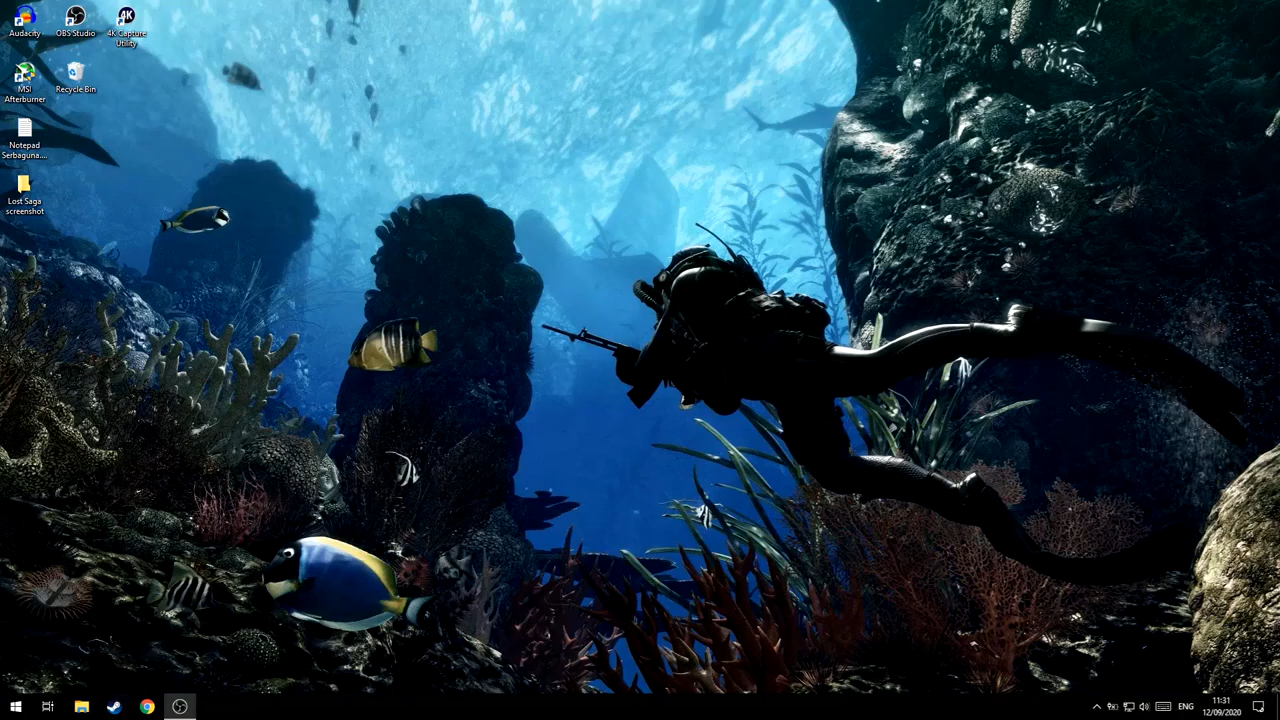 Audacity
OBS Studio
4K
4K Capture
Utility
MSI
Afterburner
Recycle Bin
Notepad
Serbaguna....
Lost Saga
screenshot
ENG
11:31
12/09/2020